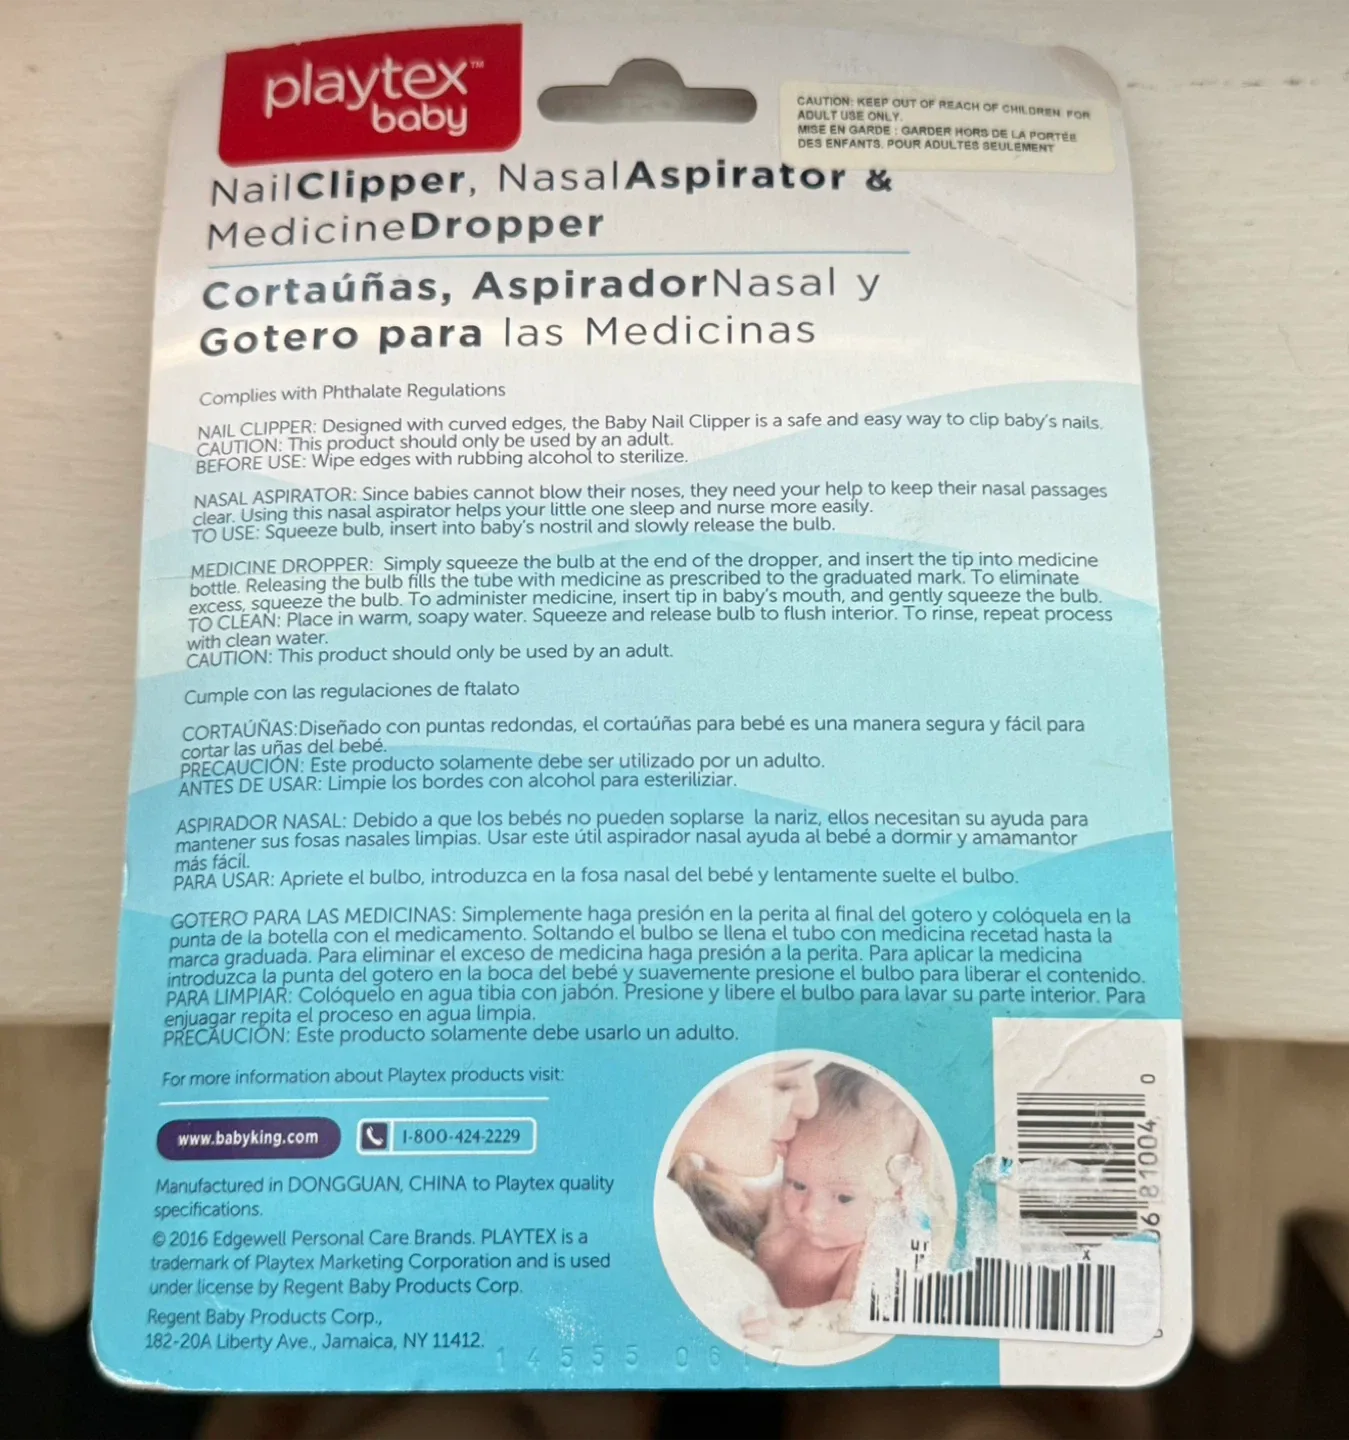 playtex™
baby
CAUTION: KEEP OUT OF REACH OF CHILDREN. FOR
ADULT USE ONLY.
MISE EN GARDE : GARDER HORS DE LA PORTÉE
DES ENFANTS. POUR ADULTES SEULEMENT
NailClipper, NasalAspirator &
MedicineDropper
Cortaúñas, AspiradorNasal y
Gotero para las Medicinas
Complies with Phthalate Regulations
NAIL CLIPPER: Designed with curved edges, the Baby Nail Clipper is a safe and easy way to clip baby's nails.
CAUTION: This product should only be used by an adult.
BEFORE USE: Wipe edges with rubbing alcohol to sterilize.
NASAL ASPIRATOR: Since babies cannot blow their noses, they need your help to keep their nasal passages
clear. Using this nasal aspirator helps your little one sleep and nurse more easily.
TO USE: Squeeze bulb, insert into baby's nostril and slowly release the bulb.
MEDICINE DROPPER: Simply squeeze the bulb at the end of the dropper, and insert the tip into medicine
bottle. Releasing the bulb fills the tube with medicine as prescribed to the graduated mark. To eliminate
excess, squeeze the bulb. To administer medicine, insert tip in baby's mouth, and gently squeeze the bulb.
TO CLEAN: Place in warm, soapy water. Squeeze and release bulb to flush interior. To rinse, repeat process
with clean water.
CAUTION: This product should only be used by an adult.
Cumple con las regulaciones de ftalato
CORTAÚÑAS:Diseñado con puntas redondas, el cortaúñas para bebé es una manera segura y fácil para
cortar las uñas del bebé.
PRECAUCIÓN: Este producto solamente debe ser utilizado por un adulto.
ANTES DE USAR: Limpie los bordes con alcohol para esteriliziar.
ASPIRADOR NASAL: Debido a que los bebés no pueden soplarse la nariz, ellos necesitan su ayuda para
mantener sus fosas nasales limpias. Usar este útil aspirador nasal ayuda al bebé a dormir y amamantor
más fácil.
PARA USAR: Apriete el bulbo, introduzca en la fosa nasal del bebé y lentamente suelte el bulbo.
GOTERO PARA LAS MEDICINAS: Simplemente haga presión en la perita al final del gotero y colóquela en la
punta de la botella con el medicamento. Soltando el bulbo se llena el tubo con medicina recetad hasta la
marca graduada. Para eliminar el exceso de medicina haga presión a la perita. Para aplicar la medicina
introduzca la punta del gotero en la boca del bebé y suavemente presione el bulbo para liberar el contenido.
PARA LIMPIAR: Colóquelo en agua tibia con jabón. Presione y libere el bulbo para lavar su parte interior. Para
enjuagar repita el proceso en agua limpia.
PRECAUCIÓN: Este producto solamente debe usarlo un adulto.
For more information about Playtex products visit:
www.babyking.com 1-800-424-2229
Manufactured in DONGGUAN, CHINA to Playtex quality
specifications.
© 2016 Edgewell Personal Care Brands. PLAYTEX is a
trademark of Playtex Marketing Corporation and is used
under license by Regent Baby Products Corp.
Regent Baby Products Corp.,
182-20A Liberty Ave., Jamaica, NY 11412.
14555 0617
06 81004 0
ur
X